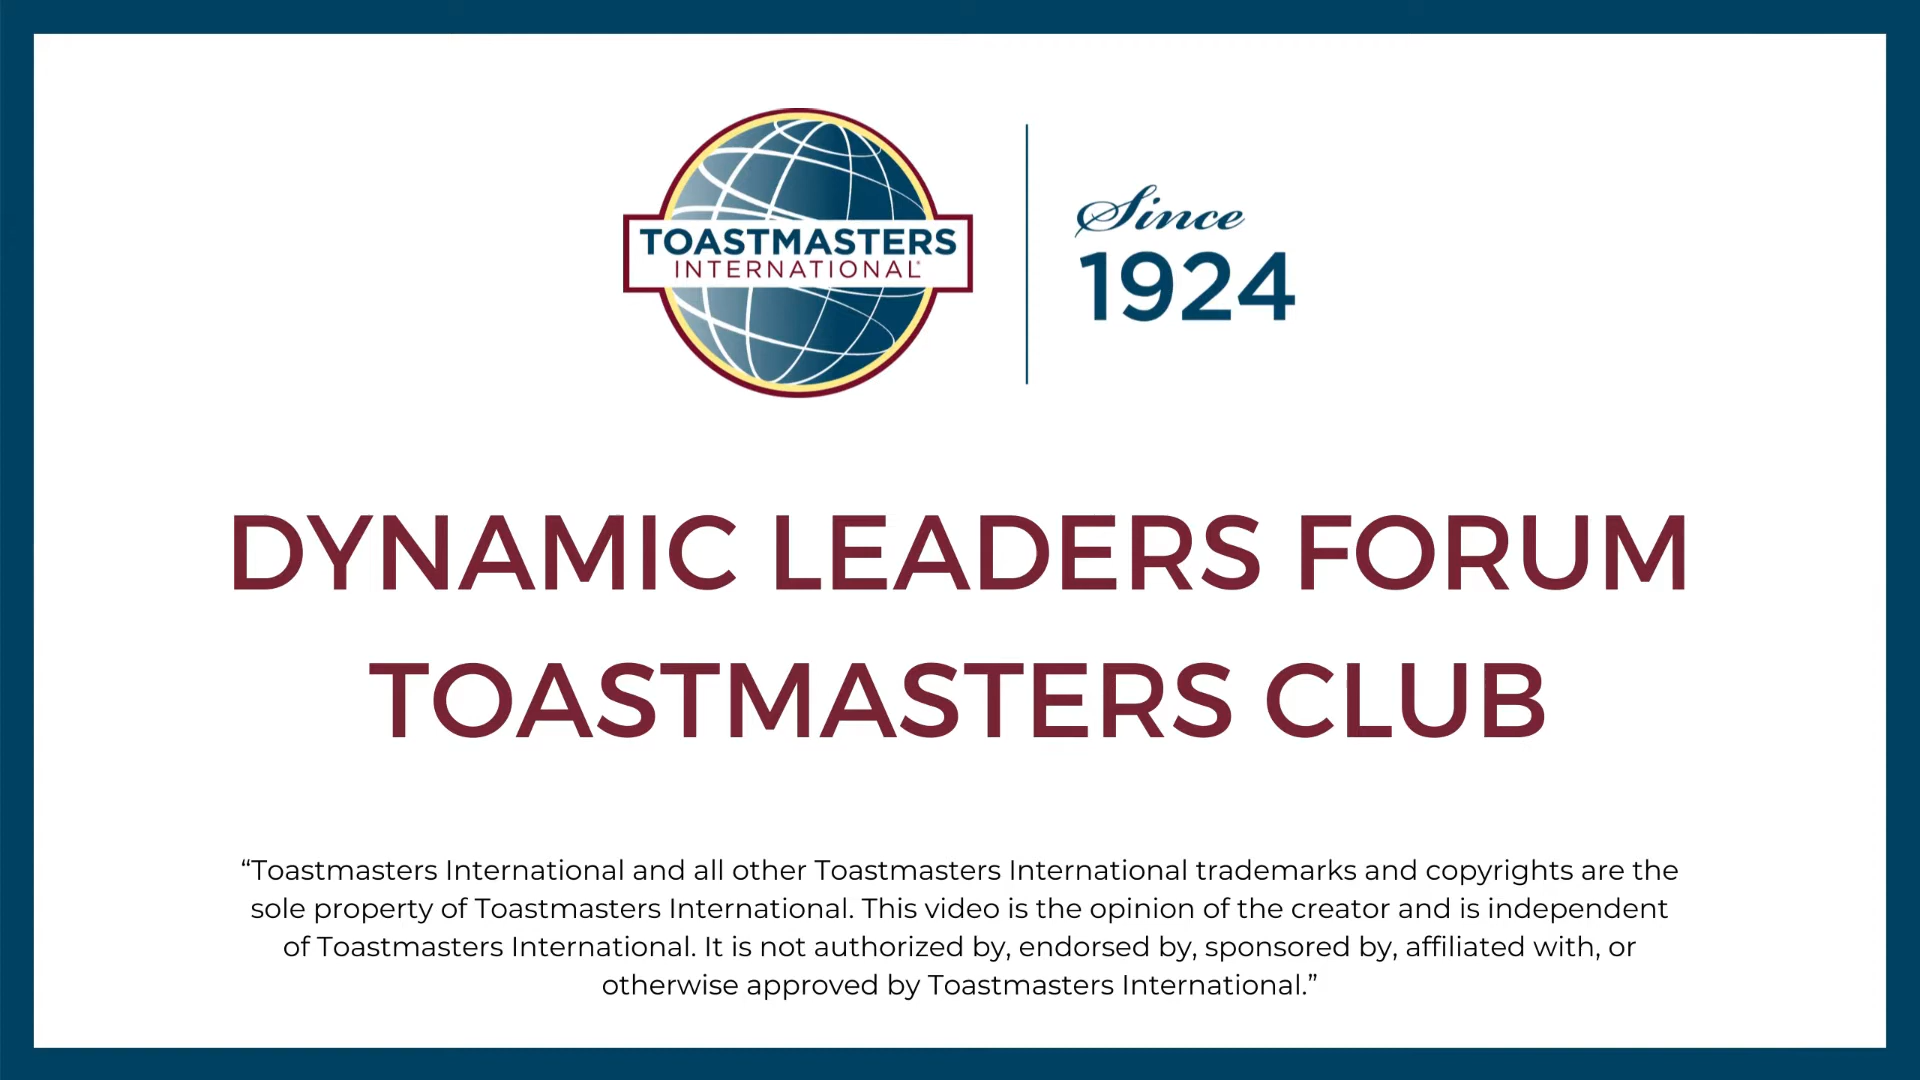 TOASTMASTERS
INTERNATIONAL®
Since
1924
DYNAMIC LEADERS FORUM
TOASTMASTERS CLUB
“Toastmasters International and all other Toastmasters International trademarks and copyrights are the
sole property of Toastmasters International. This video is the opinion of the creator and is independent
of Toastmasters International. It is not authorized by, endorsed by, sponsored by, affiliated with, or
otherwise approved by Toastmasters International.”